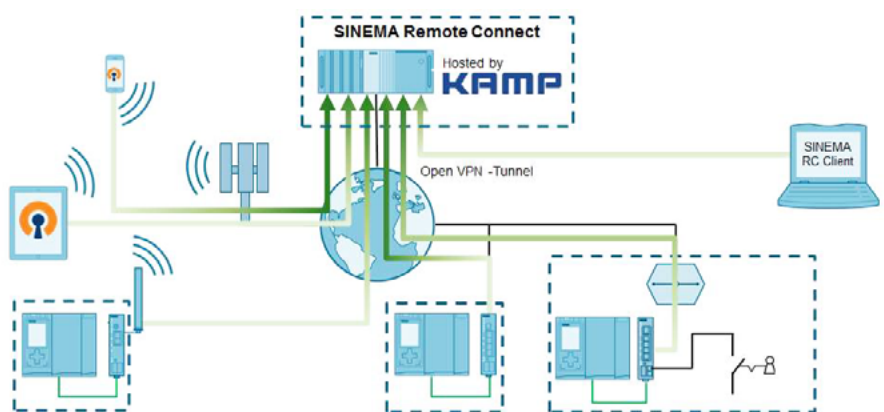 SINEMA Remote Connect
Hosted by
KAMP
Open VPN -Tunnel
SINEMA
RC Client